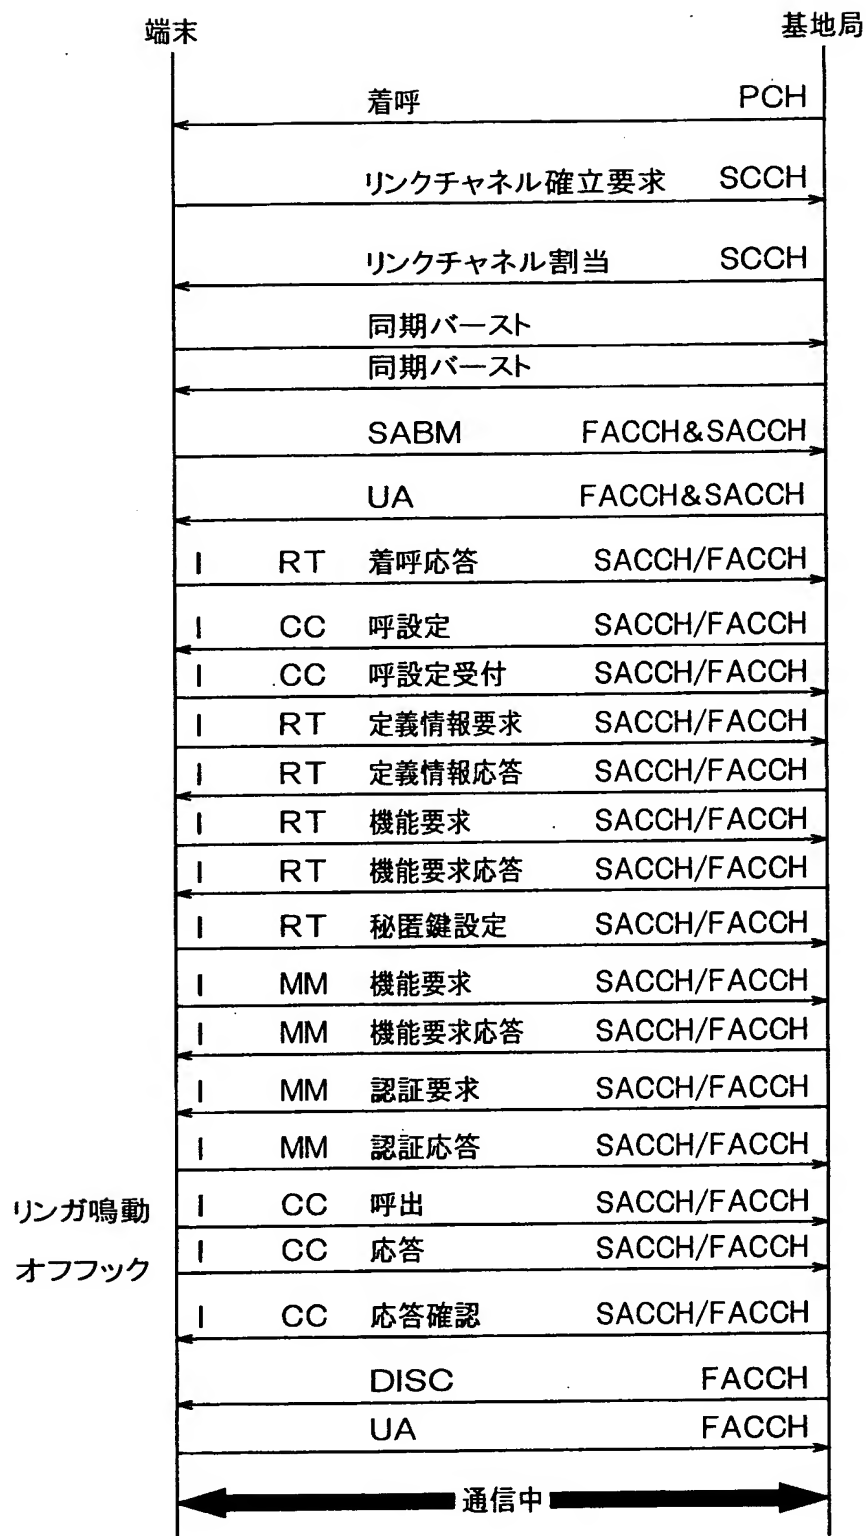 端末 基地局
着呼 PCH
リンクチャネル確立要求 SCCH
リンクチャネル割当 SCCH
同期バースト
同期バースト
SABM FACCH&SACCH
UA FACCH&SACCH
I RT 着呼応答 SACCH/FACCH
I CC 呼設定 SACCH/FACCH
I CC 呼設定受付 SACCH/FACCH
I RT 定義情報要求 SACCH/FACCH
I RT 定義情報応答 SACCH/FACCH
I RT 機能要求 SACCH/FACCH
I RT 機能要求応答 SACCH/FACCH
I RT 秘匿鍵設定 SACCH/FACCH
I MM 機能要求 SACCH/FACCH
I MM 機能要求応答 SACCH/FACCH
I MM 認証要求 SACCH/FACCH
I MM 認証応答 SACCH/FACCH
リンガ鳴動 I CC 呼出 SACCH/FACCH
オフフック I CC 応答 SACCH/FACCH
I CC 応答確認 SACCH/FACCH
DISC FACCH
UA FACCH
通信中